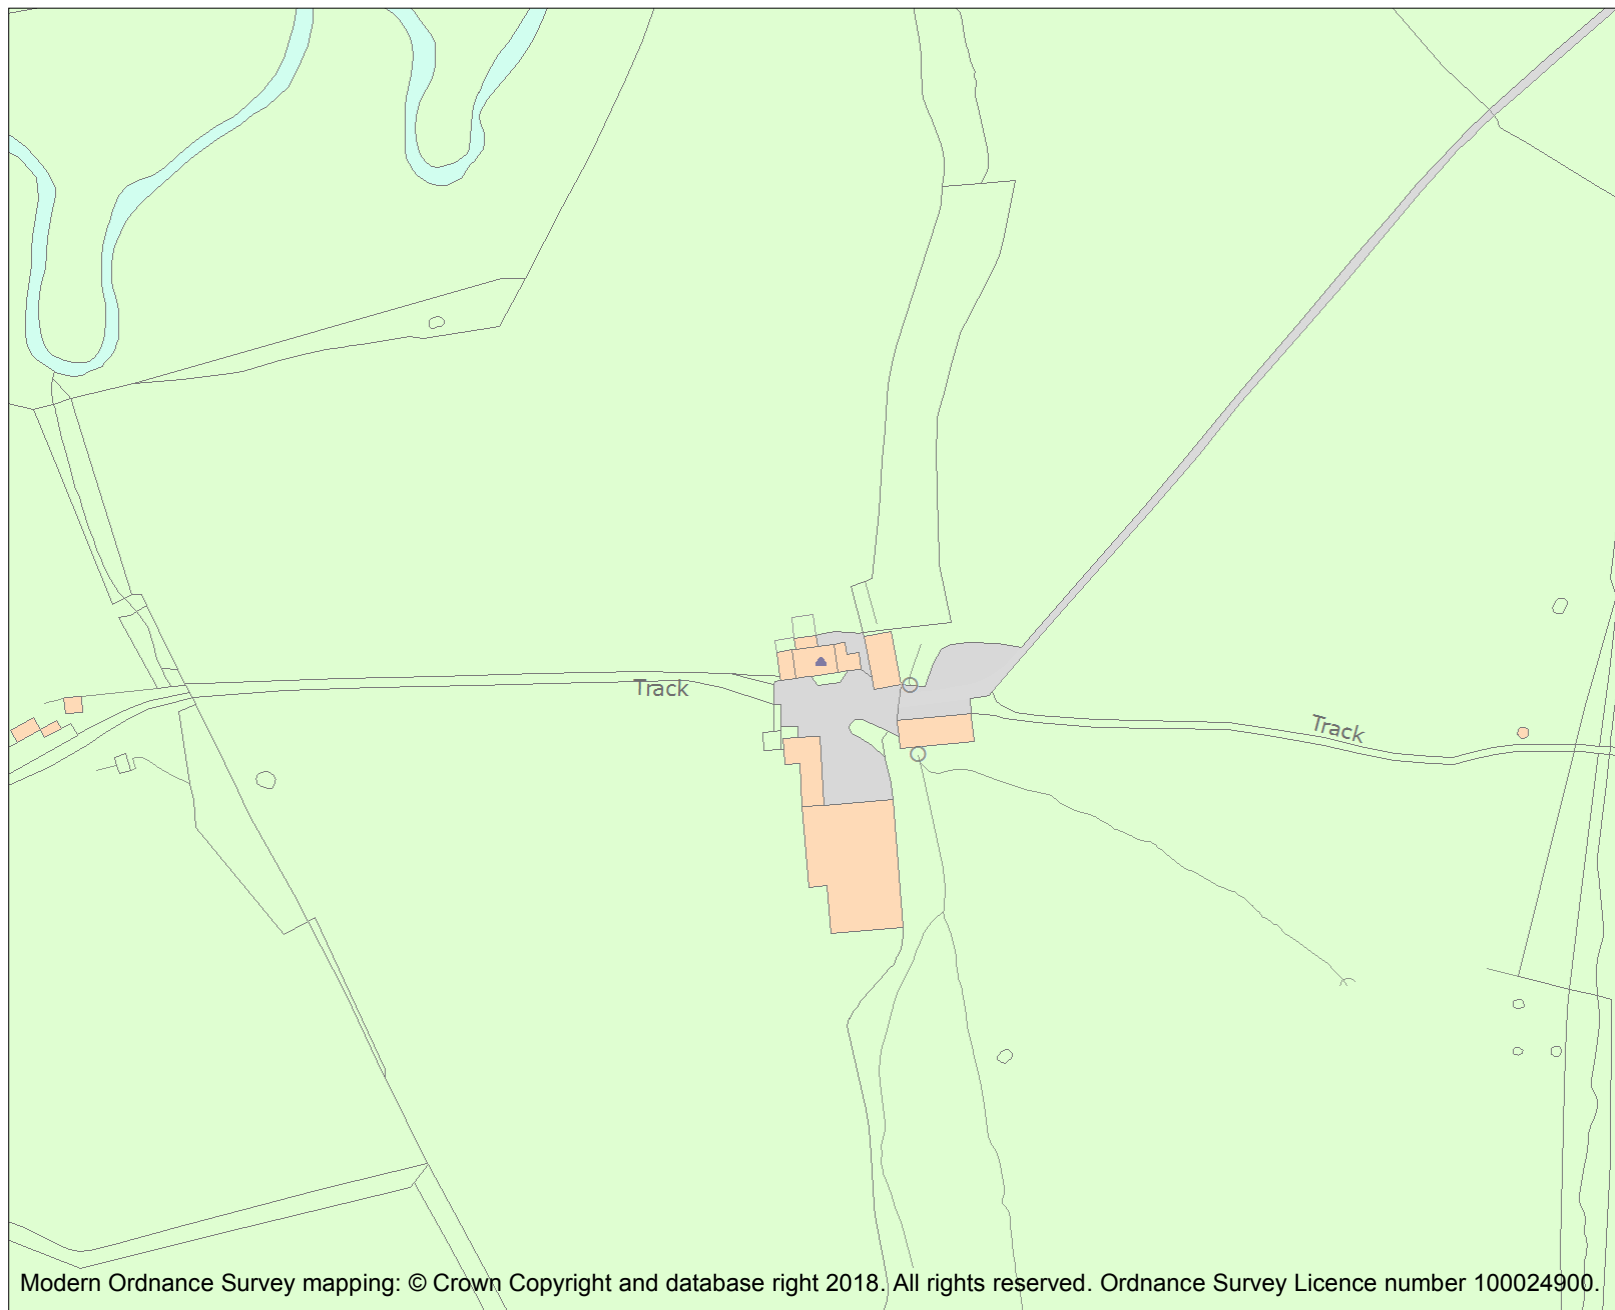 Track
Track
Modern Ordnance Survey mapping: © Crown Copyright and database right 2018. All rights reserved. Ordnance Survey Licence number 100024900.